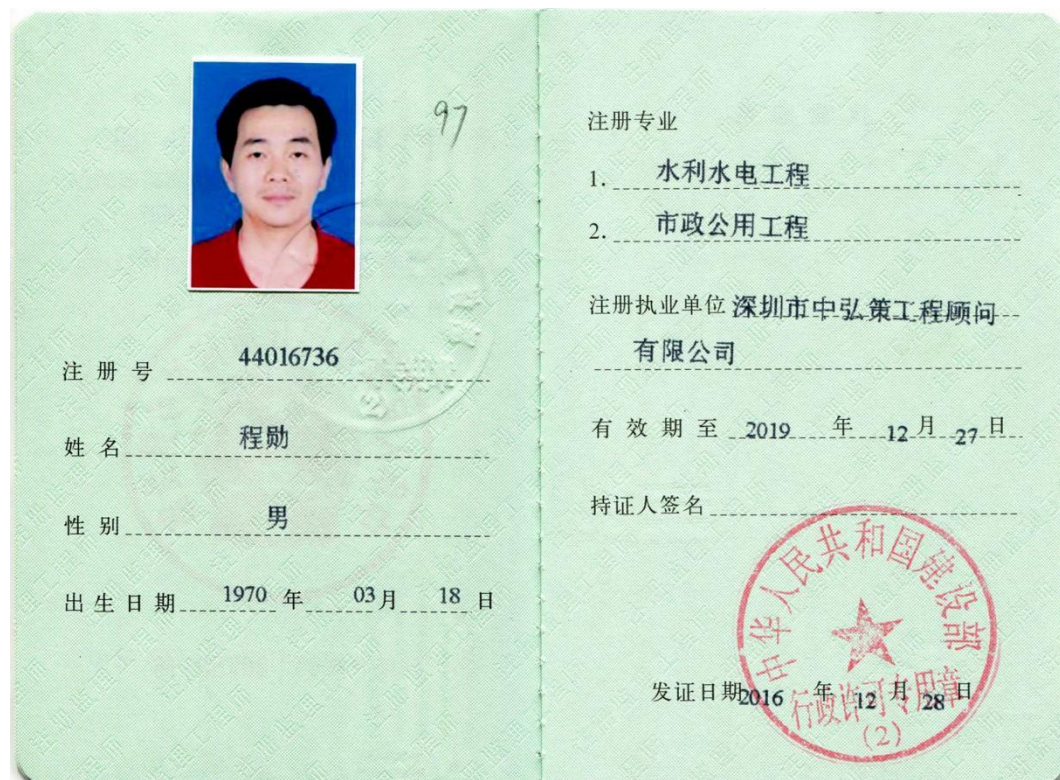 97
注册号 44016736
姓名 程勋
性别 男
出生日期 1970 年 03 月 18 日
注册专业
1. 水利水电工程
2. 市政公用工程
注册执业单位 深圳市中弘策工程顾问
有限公司
有效期至 2019 年 12 月 27 日
持证人签名
中华人民共和国建设部
发证日期 2016 年 12 月 28 日
行政许可专用章
(2)